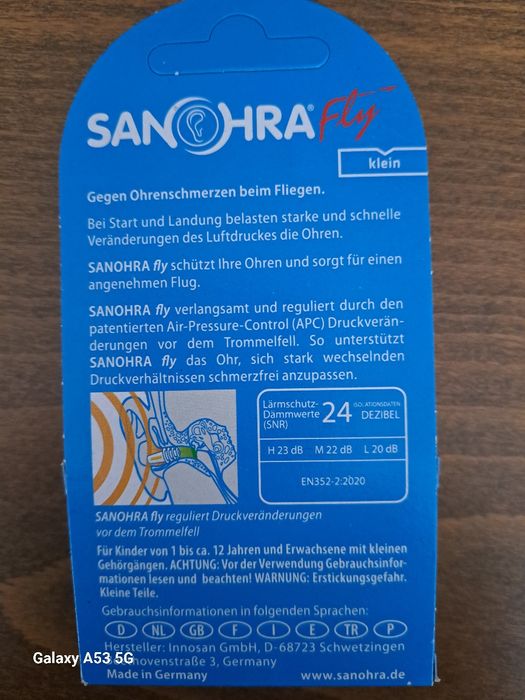 SANOHRA® Fly
klein
Gegen Ohrenschmerzen beim Fliegen.
Bei Start und Landung belasten starke und schnelle
Veränderungen des Luftdruckes die Ohren.
SANOHRA fly schützt Ihre Ohren und sorgt für einen
angenehmen Flug.
SANOHRA fly verlangsamt und reguliert durch den
patentierten Air-Pressure-Control (APC) Druckverän-
derungen vor dem Trommelfell. So unterstützt
SANOHRA fly das Ohr, sich stark wechselnden
Druckverhältnissen schmerzfrei anzupassen.
Lärmschutz-
Dämmwerte
(SNR)
24
ISOLATIONSDATEN
DEZIBEL
H 23 dB M 22 dB L 20 dB
EN352-2:2020
SANOHRA fly reguliert Druckveränderungen
vor dem Trommelfell
Für Kinder von 1 bis ca. 12 Jahren und Erwachsene mit kleinen
Gehörgängen. ACHTUNG: Vor der Verwendung Gebrauchsinfor-
mationen lesen und beachten! WARNUNG: Erstickungsgefahr.
Kleine Teile.
Gebrauchsinformationen in folgenden Sprachen:
D NL GB F I E TR P
Hersteller: Innosan GmbH, D-68723 Schwetzingen
3, Germany
Made in Germany
www.sanohra.de
Galaxy A53 5G